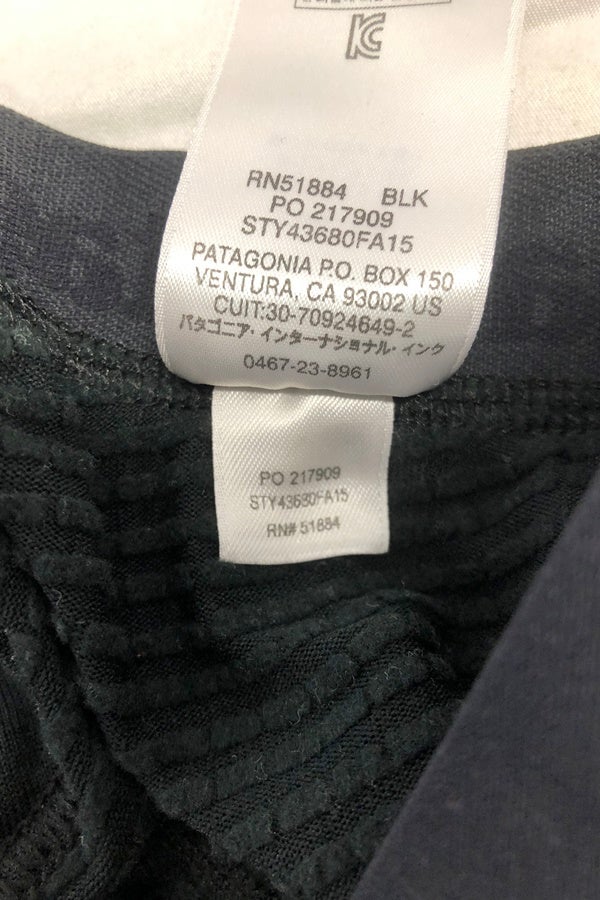 RN51884 BLK
PO 217909
STY43680FA15
PATAGONIA P.O. BOX 150
VENTURA, CA 93002 US
CUIT:30-70924649-2
パタゴニア・インターナショナル・インク
0467-23-8961
PO 217909
STY43680FA15
RN# 51884